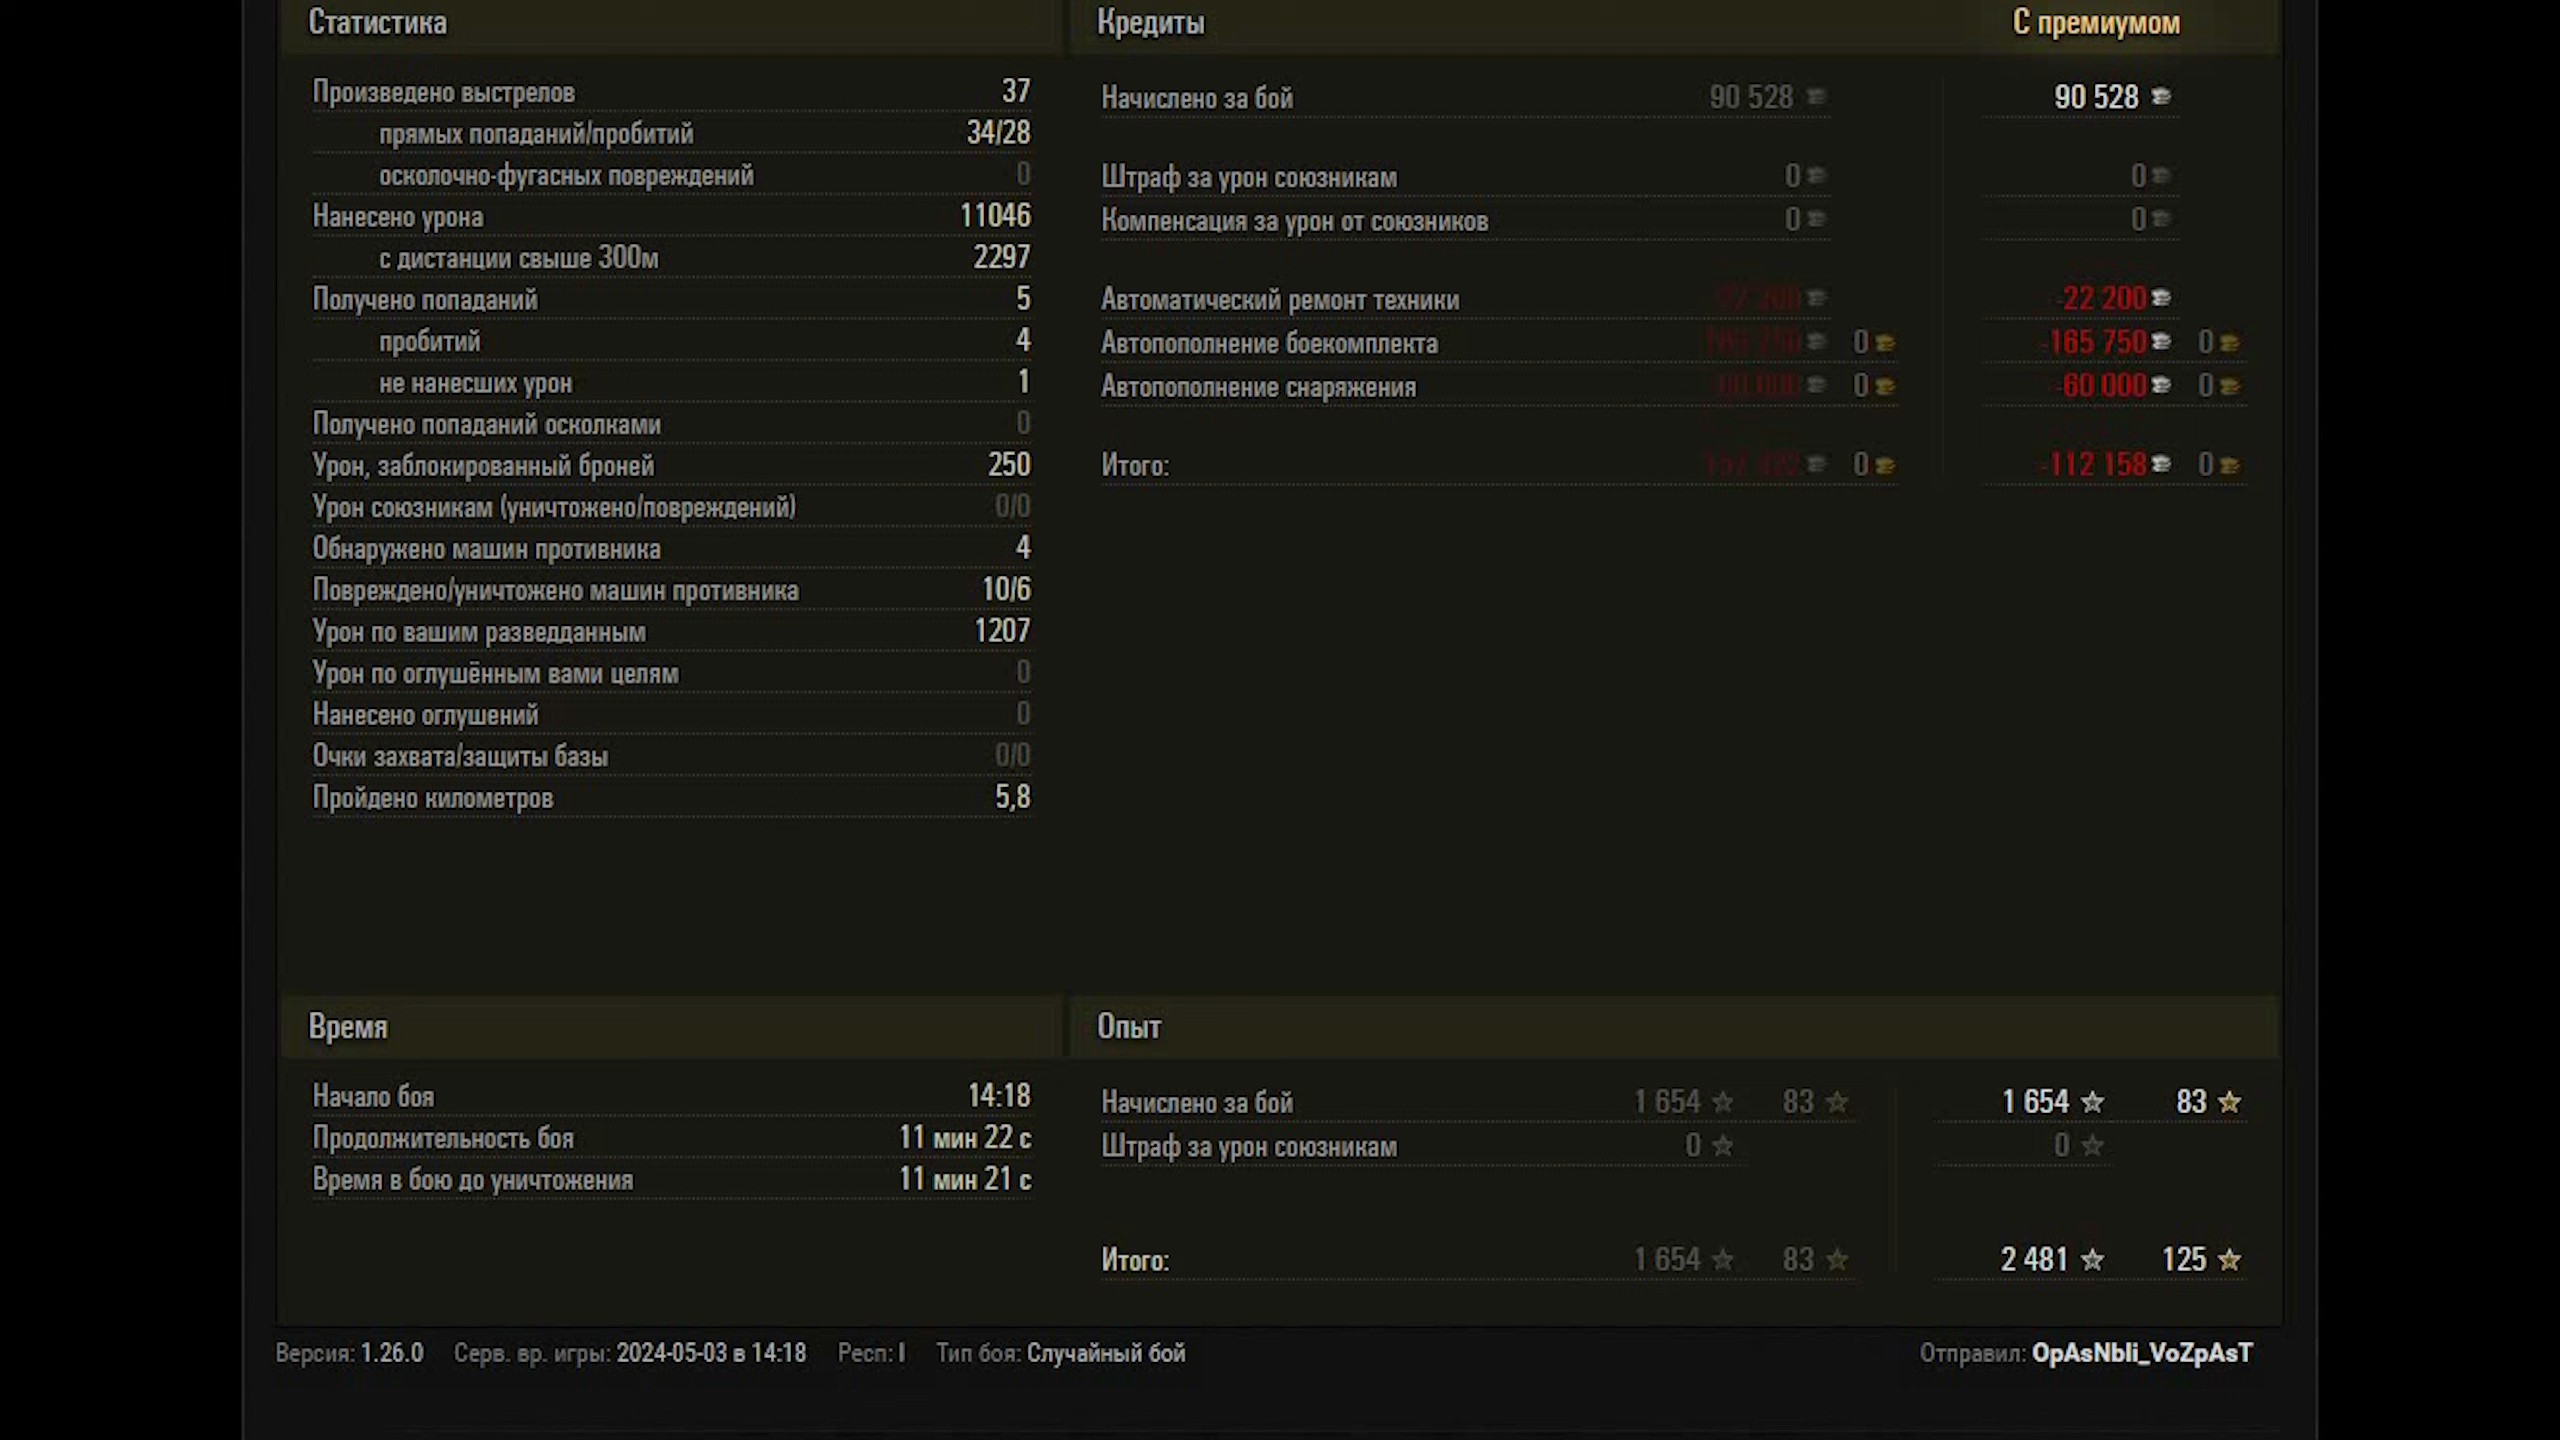 Статистика
Произведено выстрелов 37
прямых попаданий/пробитий 34/28
осколочно-фугасных повреждений 0
Нанесено урона 11046
с дистанции свыше 300м 2297
Получено попаданий 5
пробитий 4
не нанесших урон 1
Получено попаданий осколками 0
Урон, заблокированный броней 250
Урон союзникам (уничтожено/повреждений) 0/0
Обнаружено машин противника 4
Повреждено/уничтожено машин противника 10/6
Урон по вашим разведданным 1207
Урон по оглушённым вами целям 0
Нанесено оглушений 0
Очки захвата/защиты базы 0/0
Пройдено километров 5,8
Кредиты С премиумом
Начислено за бой 90 528 90 528
Штраф за урон союзникам 0 0
Компенсация за урон от союзников 0 0
Автоматический ремонт техники -22 200
Автопополнение боекомплекта 0 -165 750 0
Автопополнение снаряжения 0 -60 000 0
Итого: 0 -112 158 0
Время
Начало боя 14:18
Продолжительность боя 11 мин 22 с
Время в бою до уничтожения 11 мин 21 с
Опыт
Начислено за бой 1 654 83 1 654 83
Штраф за урон союзникам 0 0
Итого: 1 654 83 2 481 125
Версия: 1.26.0 Серв. вр. игры: 2024-05-03 в 14:18 Респ: I Тип боя: Случайный бой Отправил: OpAsNbli_VoZpAsT